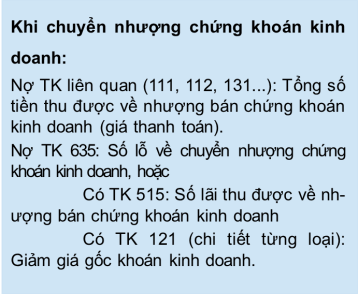 Khi chuyển nhượng chứng khoán kinh
doanh:
Nợ TK liên quan (111, 112, 131...): Tổng số
tiền thu được về nhượng bán chứng khoán
kinh doanh (giá thanh toán).
Nợ TK 635: Số lỗ về chuyển nhượng chứng
khoán kinh doanh, hoặc
Có TK 515: Số lãi thu được về nh-
ượng bán chứng khoán kinh doanh
Có TK 121 (chi tiết từng loại):
Giảm giá gốc khoán kinh doanh.